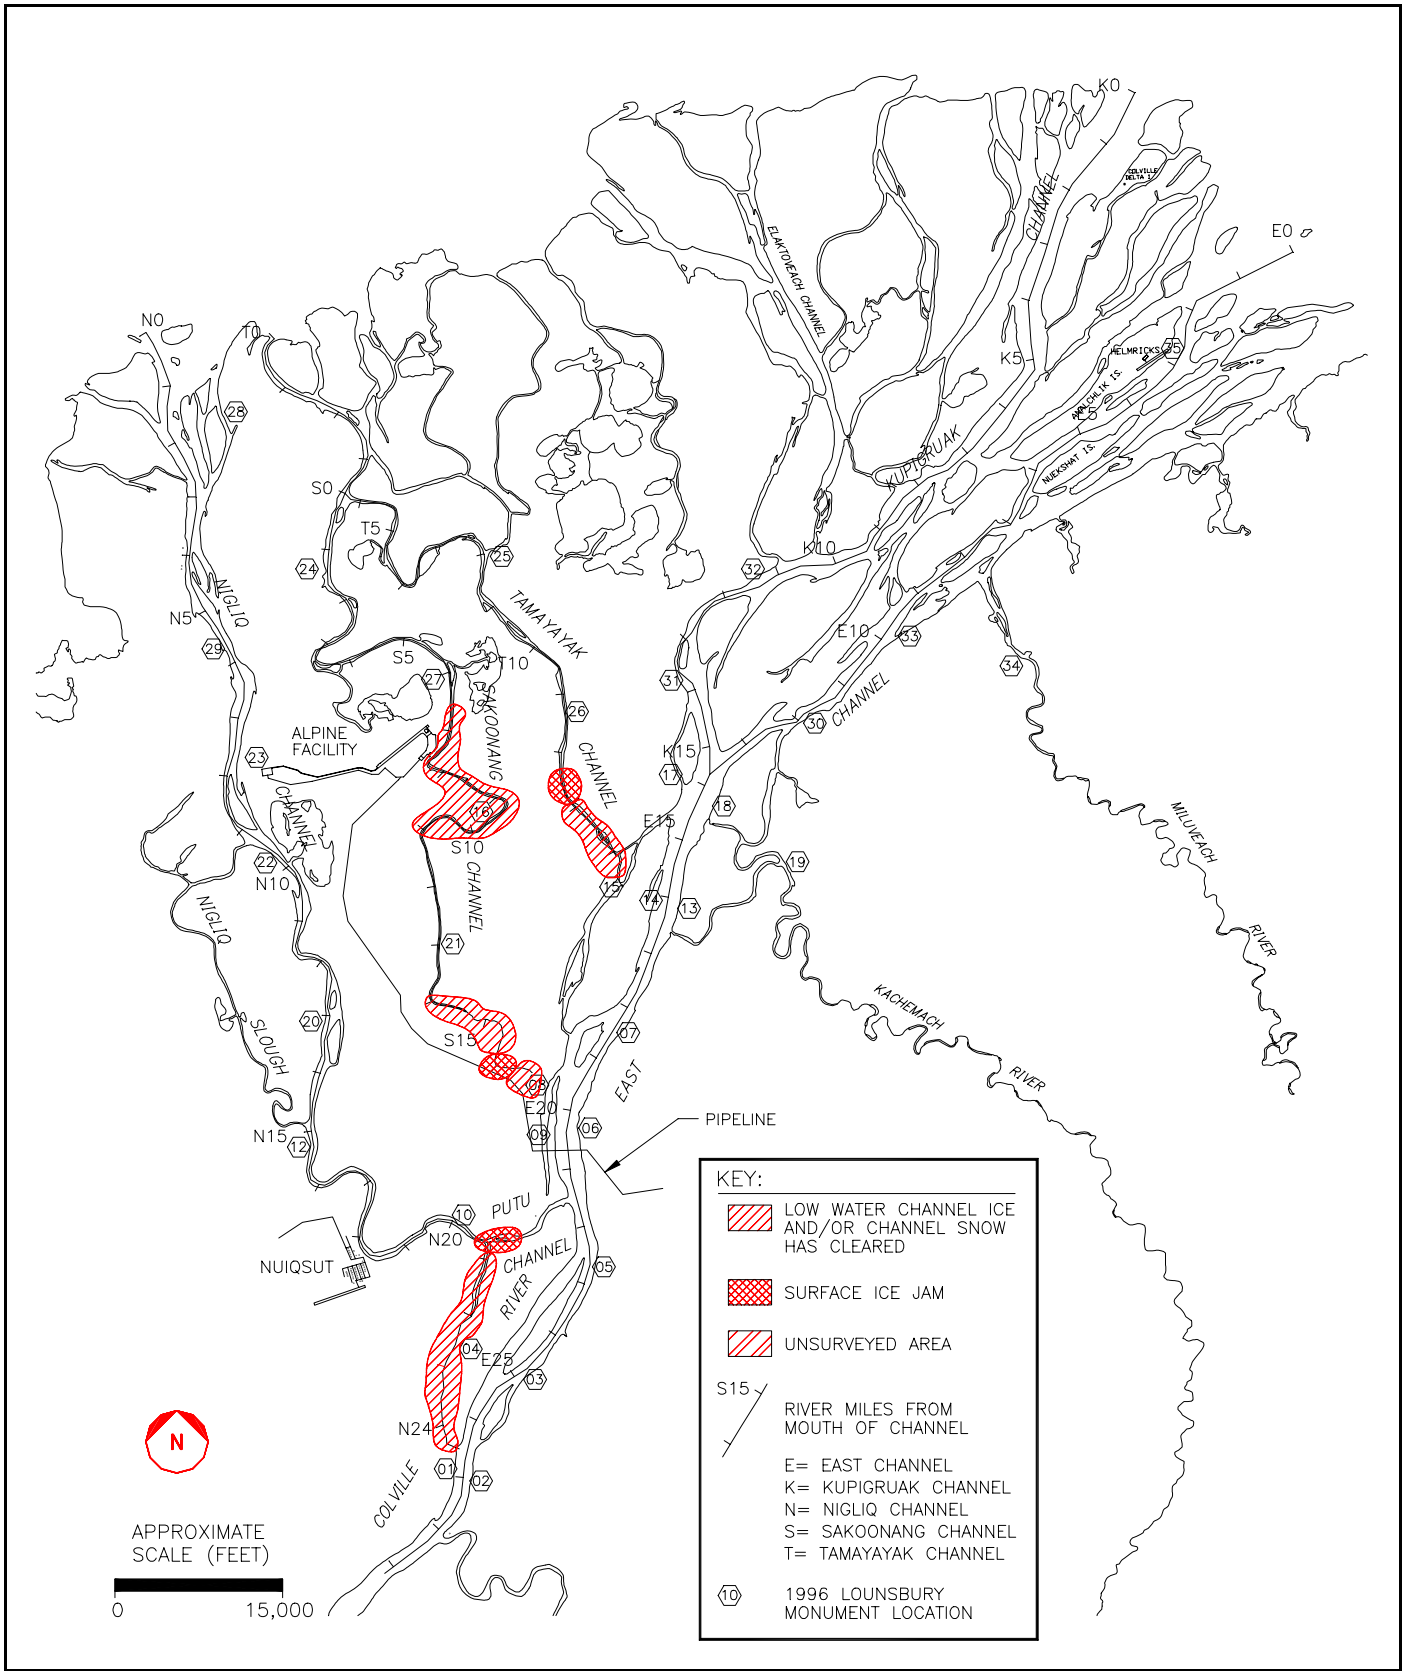 K0
COLVILLE
DELTA 1
CHANNEL
E0
ELAKTOVEACH CHANNEL
N0
T0
K5
HELMRICKS
35
ANACHLIK IS.
E5
28
KUPIGRUAK
NUEKSHAT IS.
S0
T5
25
24
K10
32
NIGLIQ
TAMAYAYAK
N5
E10
33
29
S5
T10
34
27
31
SAKOONANG
CHANNEL
26
30
ALPINE
FACILITY
23
CHANNEL
K15
17
CHANNEL
18
16
E15
MILUVEACH
S10
22
N10
19
15
CHANNEL
14
13
NIGLIQ
21
RIVER
KACHEMACH
20
SLOUGH
S15
07
EAST
RIVER
08
E20
PIPELINE
N15
12
09
06
PUTU
10
N20
CHANNEL
NUIQSUT
05
RIVER
04
E25
03
N24
01
02
COLVILLE
N
APPROXIMATE
SCALE (FEET)
0 15,000
KEY:
LOW WATER CHANNEL ICE
AND/OR CHANNEL SNOW
HAS CLEARED
SURFACE ICE JAM
UNSURVEYED AREA
S15
RIVER MILES FROM
MOUTH OF CHANNEL
E= EAST CHANNEL
K= KUPIGRUAK CHANNEL
N= NIGLIQ CHANNEL
S= SAKOONANG CHANNEL
T= TAMAYAYAK CHANNEL
10
1996 LOUNSBURY
MONUMENT LOCATION